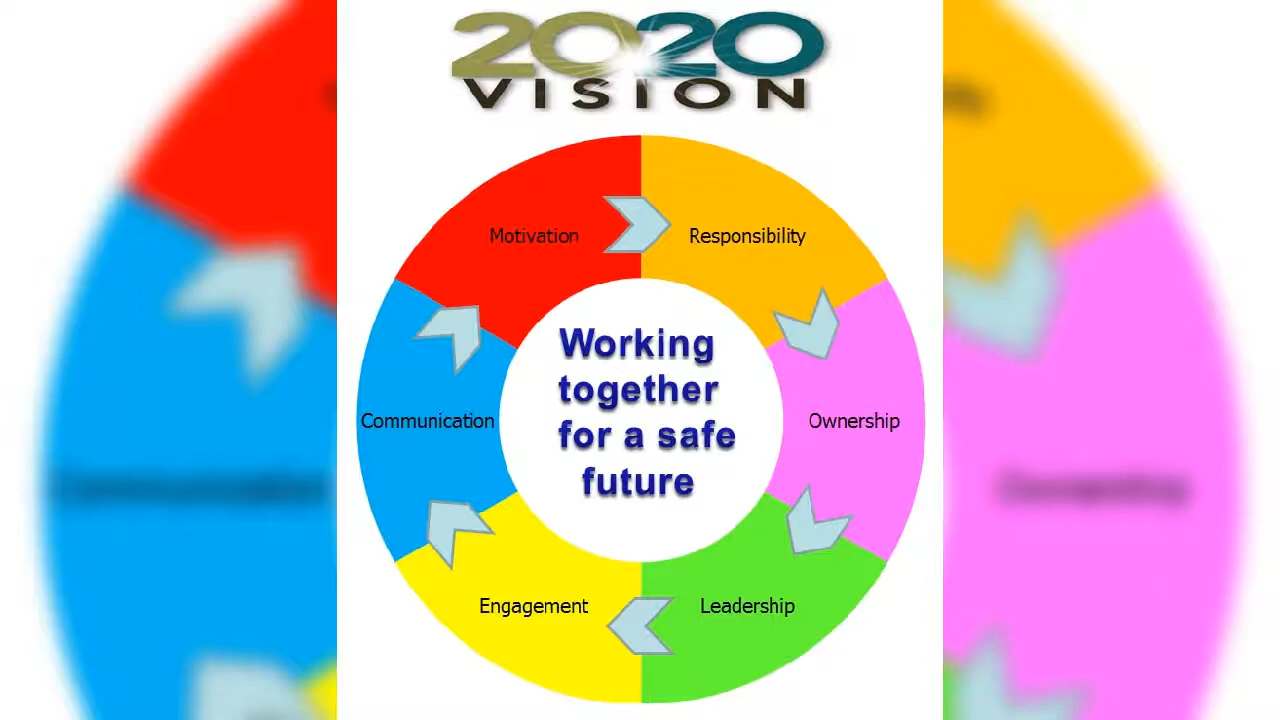 2020
VISION
Motivation
Responsibility
Working
together
for a safe
future
Communication
Ownership
Engagement
Leadership